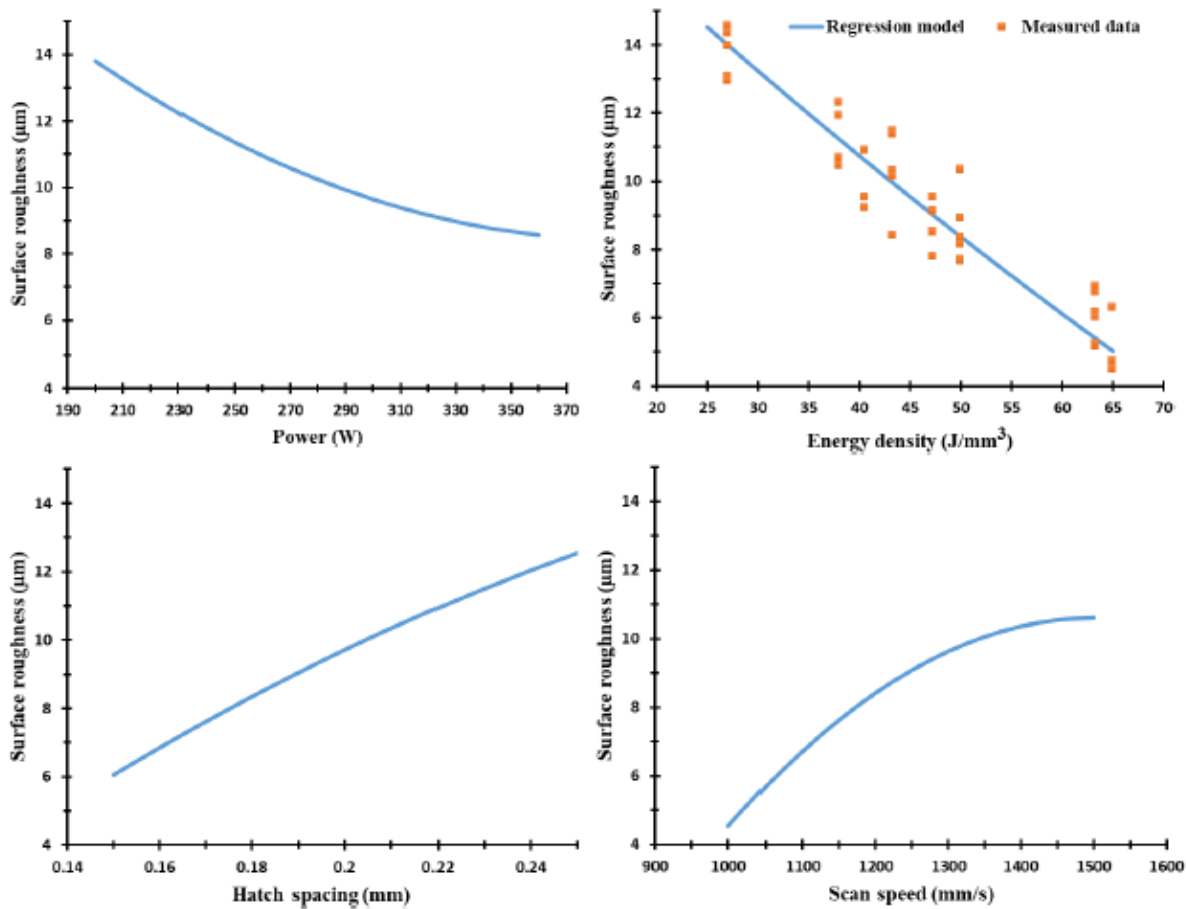 14
12
10
8
6
4
Surface roughness (µm)
190 210 230 250 270 290 310 330 350 370
Power (W)
Regression model Measured data
14
12
10
8
6
4
Surface roughness (µm)
20 25 30 35 40 45 50 55 60 65 70
Energy density (J/mm³)
14
12
10
8
6
4
Surface roughness (µm)
0.14 0.16 0.18 0.2 0.22 0.24
Hatch spacing (mm)
14
12
10
8
6
4
Surface roughness (µm)
900 1000 1100 1200 1300 1400 1500 1600
Scan speed (mm/s)